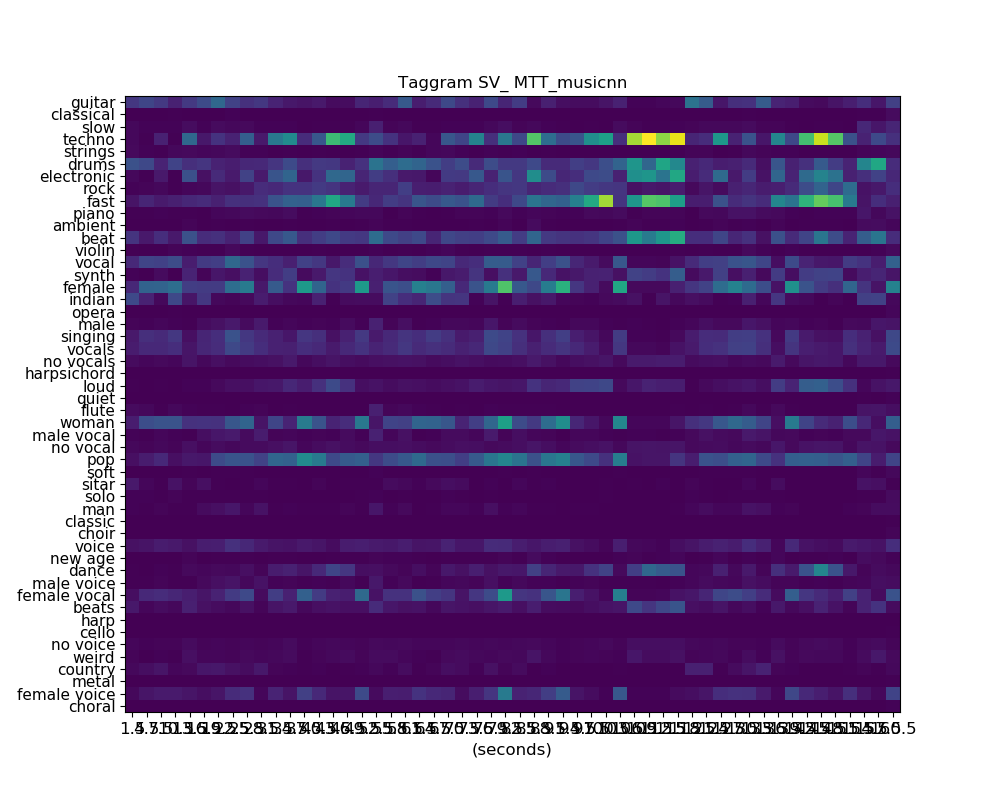 Taggram SV_ MTT_musicnn
guitar
classical
slow
techno
strings
drums
electronic
rock
fast
piano
ambient
beat
violin
vocal
synth
female
indian
opera
male
singing
vocals
no vocals
harpsichord
loud
quiet
flute
woman
male vocal
no vocal
pop
soft
sitar
solo
man
classic
choir
voice
new age
dance
male voice
female vocal
beats
harp
cello
no voice
weird
country
metal
female voice
choral
(seconds)